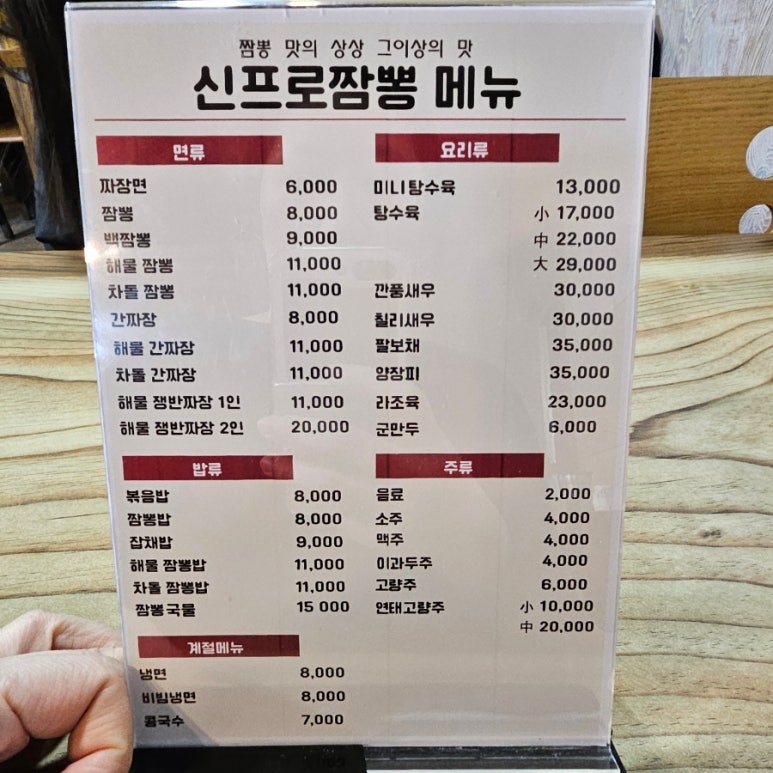 짬뽕 맛의 상상 그이상의 맛
신프로짬뽕 메뉴
면류
짜장면 6,000
짬뽕 8,000
백짬뽕 9,000
해물 짬뽕 11,000
차돌 짬뽕 11,000
간짜장 8,000
해물 간짜장 11,000
차돌 간짜장 11,000
해물 쟁반짜장 1인 11,000
해물 쟁반짜장 2인 20,000
밥류
볶음밥 8,000
짬뽕밥 8,000
잡채밥 9,000
해물 짬뽕밥 11,000
차돌 짬뽕밥 11,000
짬뽕국물 15 000
계절메뉴
냉면 8,000
비빔냉면 8,000
콩국수 7,000
요리류
미니탕수육 13,000
탕수육 小 17,000
中 22,000
大 29,000
깐풍새우 30,000
칠리새우 30,000
팔보채 35,000
양장피 35,000
라조육 23,000
군만두 6,000
주류
음료 2,000
소주 4,000
맥주 4,000
이과두주 4,000
고량주 6,000
연태고량주 小 10,000
中 20,000